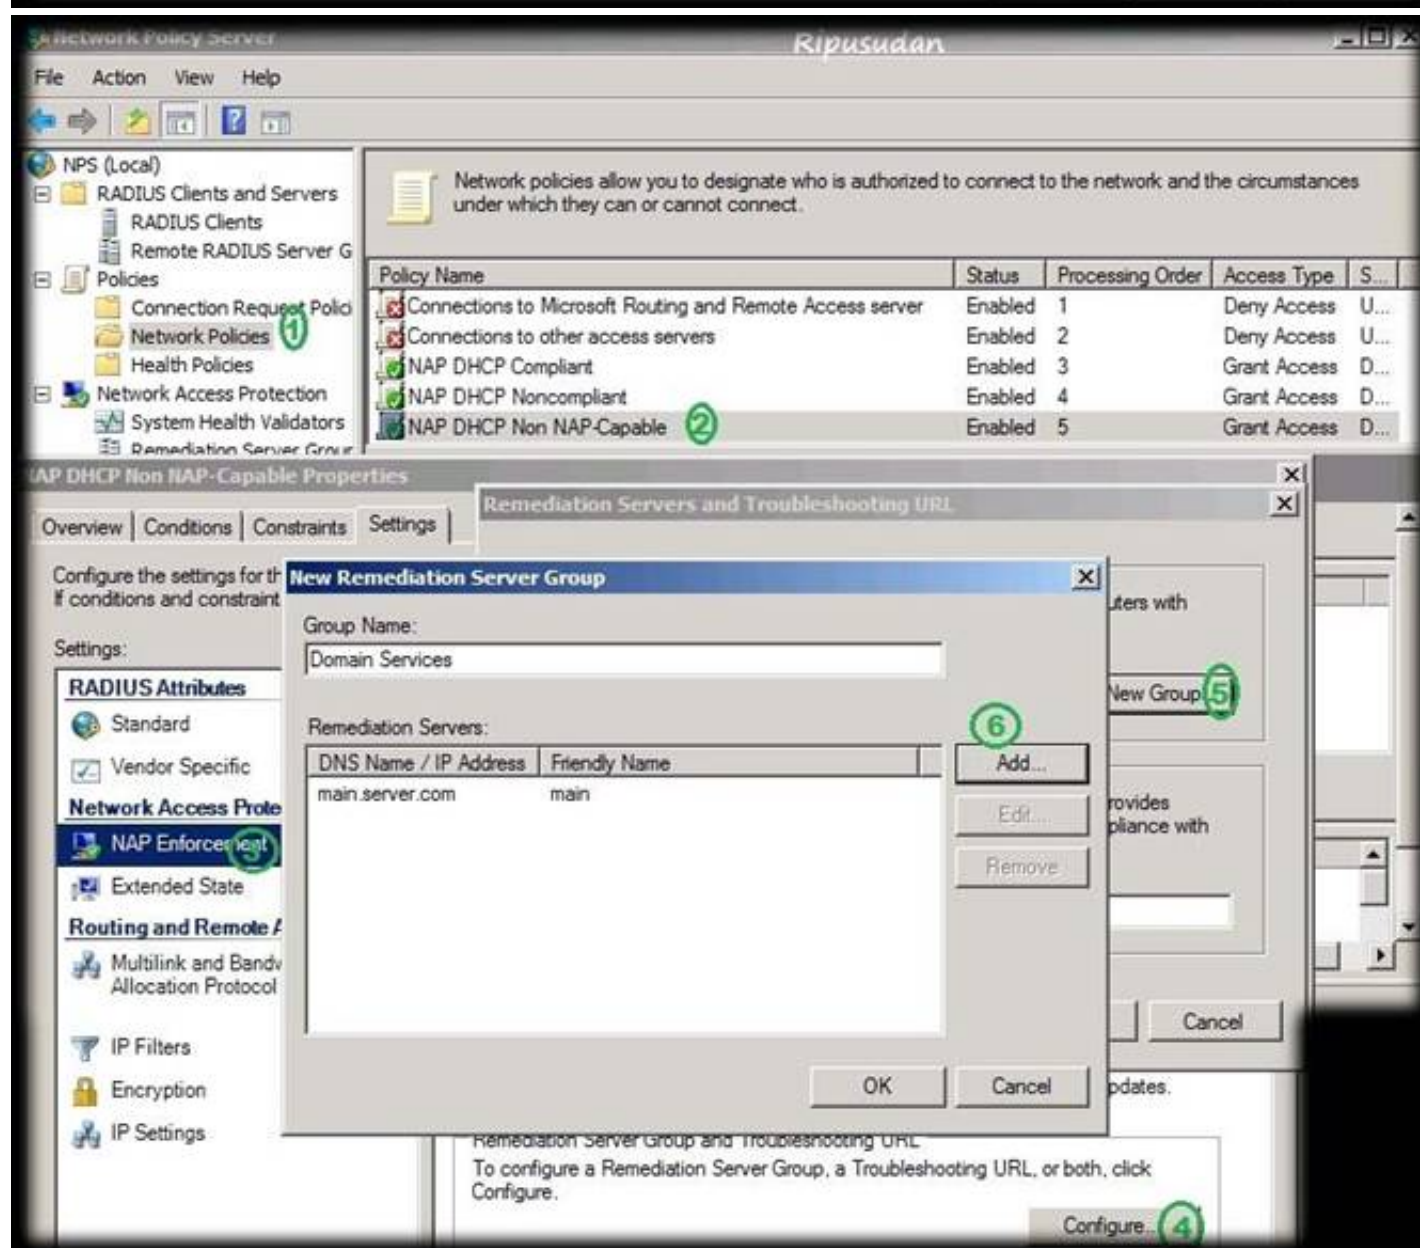 Network Policy Server
Ripusudan
File Action View Help
NPS (Local)
RADIUS Clients and Servers
RADIUS Clients
Remote RADIUS Server G
Policies
Connection Request Polici
Network Policies
1
Health Policies
Network Access Protection
System Health Validators
Remediation Server Group
Network policies allow you to designate who is authorized to connect to the network and the circumstances
under which they can or cannot connect.
Policy Name Status Processing Order Access Type S...
Connections to Microsoft Routing and Remote Access server Enabled 1 Deny Access U...
Connections to other access servers Enabled 2 Deny Access U...
NAP DHCP Compliant Enabled 3 Grant Access D...
NAP DHCP Noncompliant Enabled 4 Grant Access D...
NAP DHCP Non NAP-Capable 2 Enabled 5 Grant Access D...
NAP DHCP Non NAP-Capable Properties
Overview Conditions Constraints Settings
Configure the settings for th
If conditions and constraint
Settings:
RADIUS Attributes
Standard
Vendor Specific
Network Access Prote
NAP Enforcement
3
Extended State
Routing and Remote A
Multilink and Bandw
Allocation Protocol
IP Filters
Encryption
IP Settings
Remediation Servers and Troubleshooting URL
uters with
New Group
5
rovides
pliance with
Cancel
New Remediation Server Group
Group Name:
Domain Services
Remediation Servers:
6
DNS Name / IP Address Friendly Name
main.server.com main
Add...
Edit...
Remove
OK Cancel
pdates.
Remediation Server Group and Troubleshooting URL
To configure a Remediation Server Group, a Troubleshooting URL, or both, click
Configure.
Configure...
4